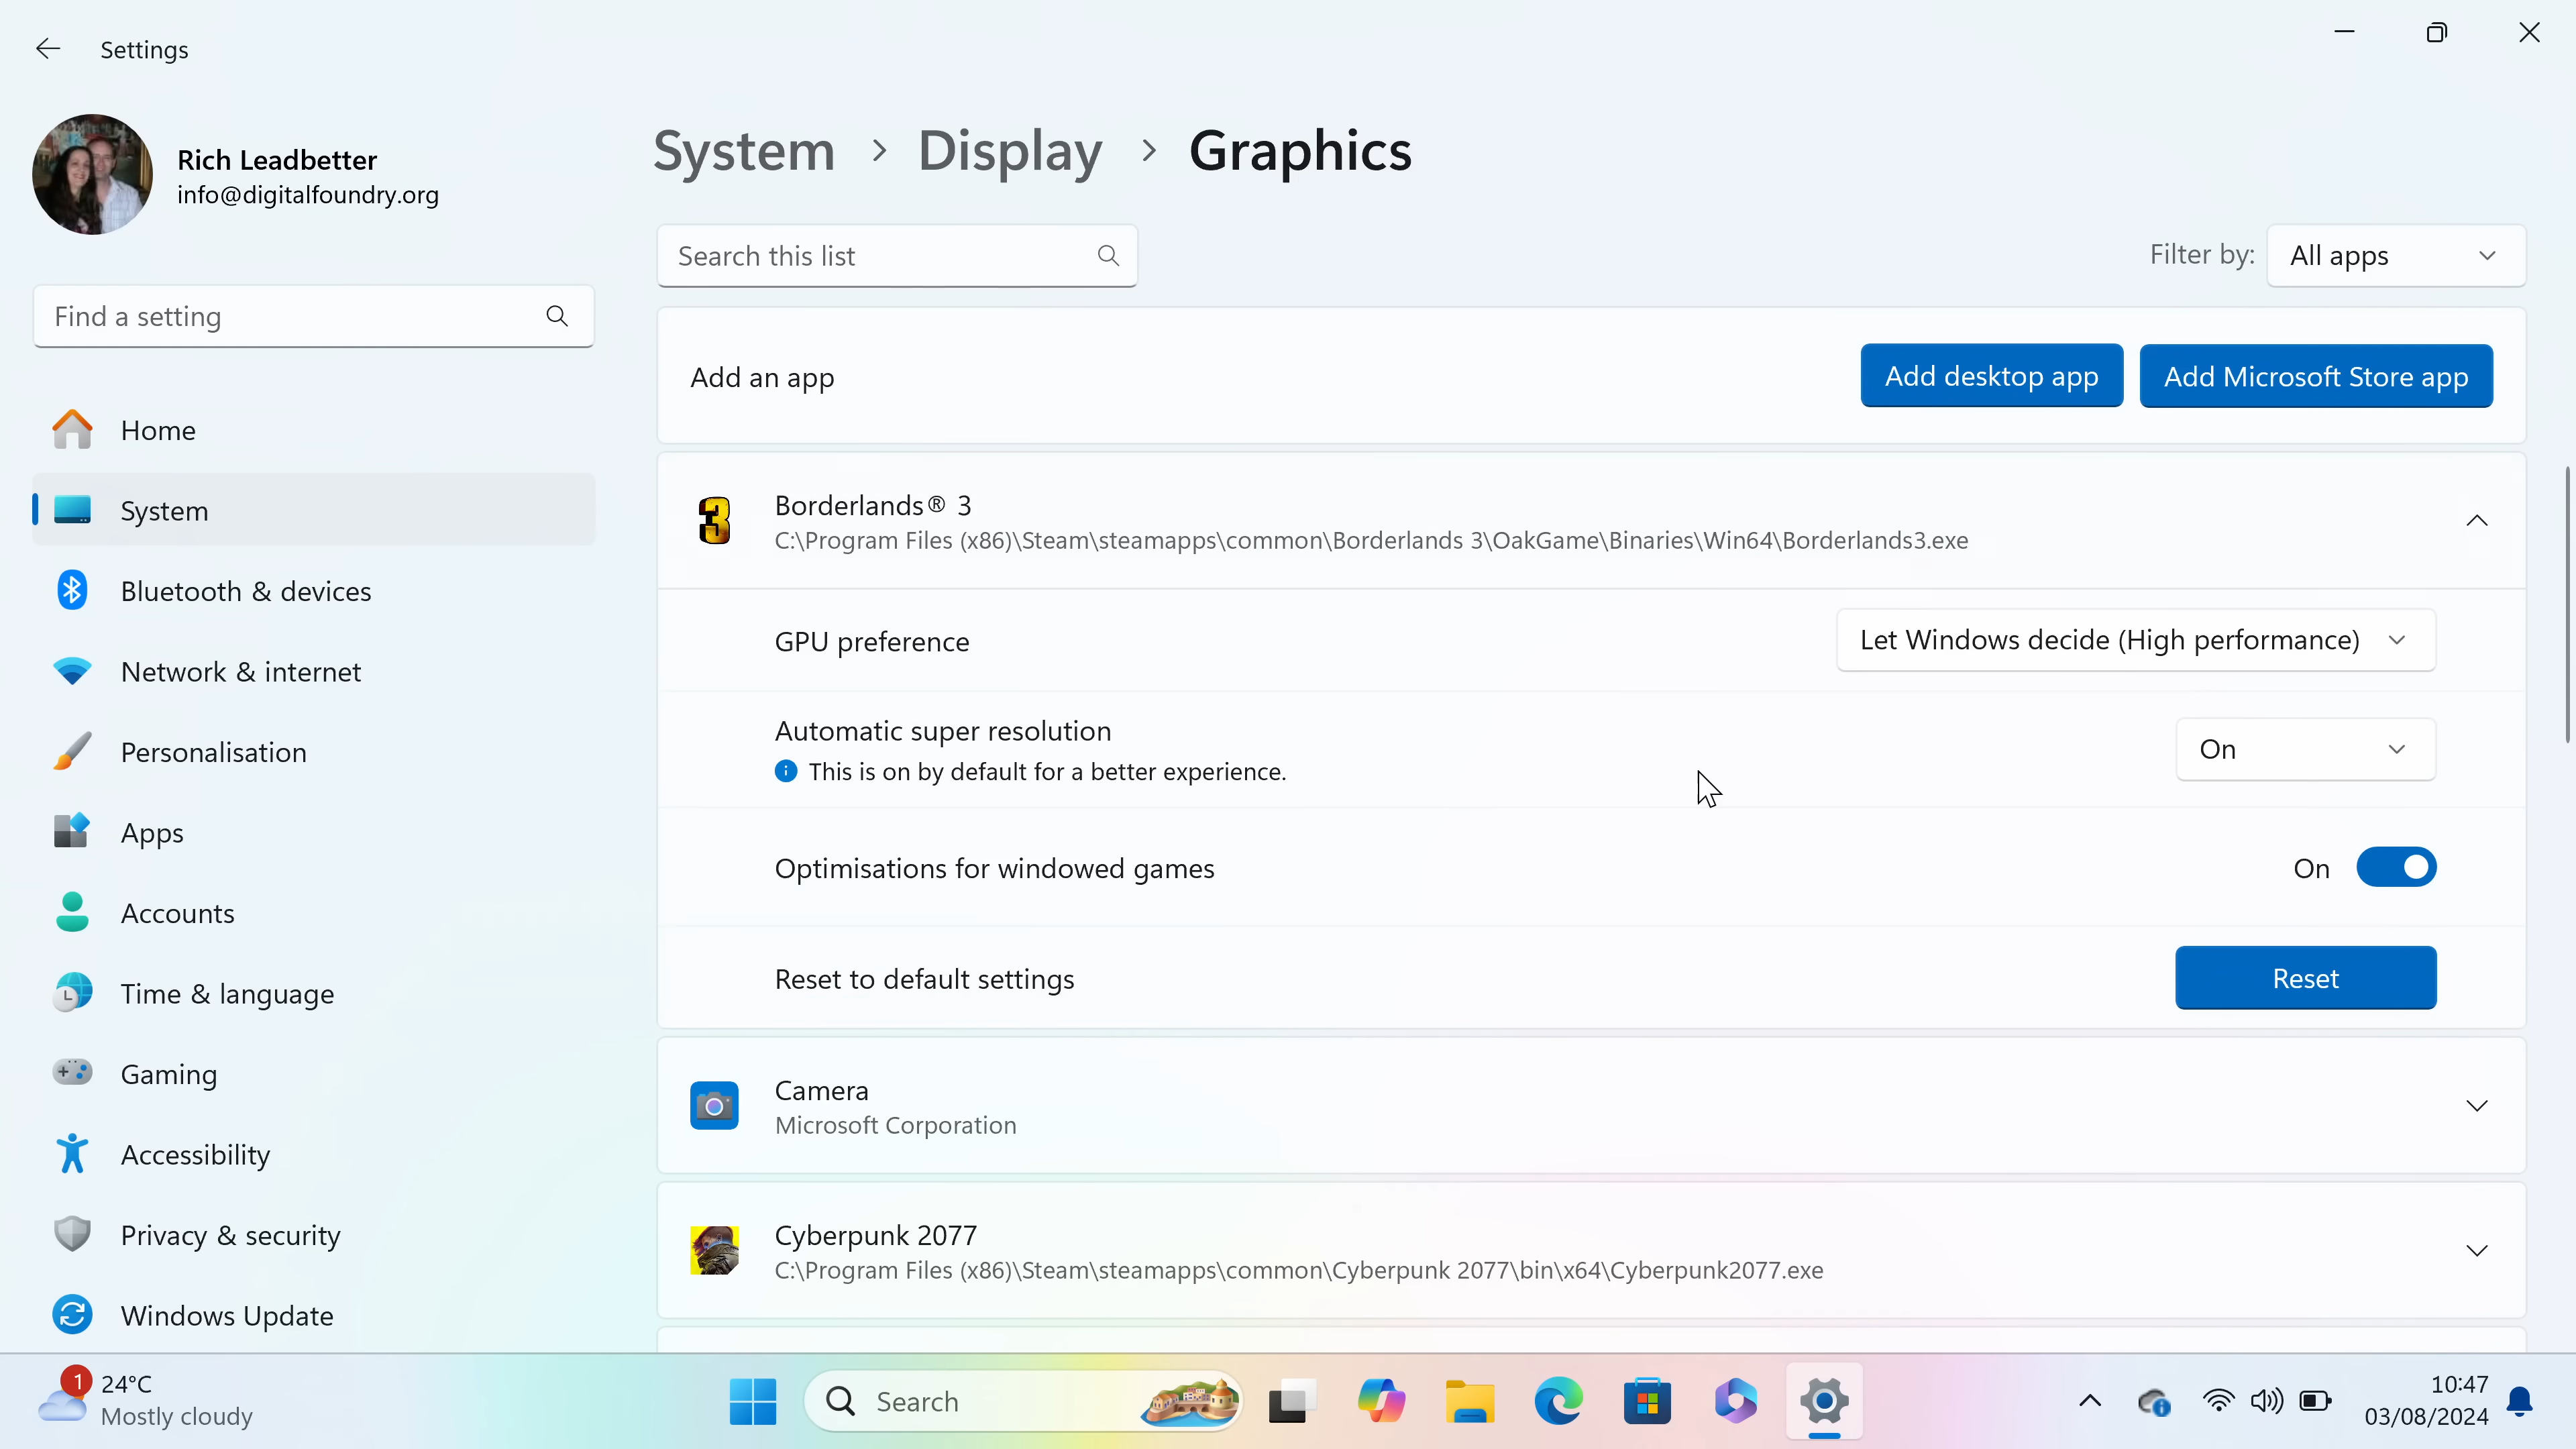 Settings
Rich Leadbetter
info@digitalfoundry.org
Find a setting
Home
System
Bluetooth & devices
Network & internet
Personalisation
Apps
Accounts
Time & language
Gaming
Accessibility
Privacy & security
Windows Update
System > Display > Graphics
Search this list
Filter by: All apps
Add an app
Add desktop app
Add Microsoft Store app
3
Borderlands® 3
C:\Program Files (x86)\Steam\steamapps\common\Borderlands 3\OakGame\Binaries\Win64\Borderlands3.exe
GPU preference
Let Windows decide (High performance)
Automatic super resolution
This is on by default for a better experience.
On
Optimisations for windowed games
On
Reset to default settings
Reset
Camera
Microsoft Corporation
Cyberpunk 2077
C:\Program Files (x86)\Steam\steamapps\common\Cyberpunk 2077\bin\x64\Cyberpunk2077.exe
1
24°C
Mostly cloudy
Search
10:47
03/08/2024